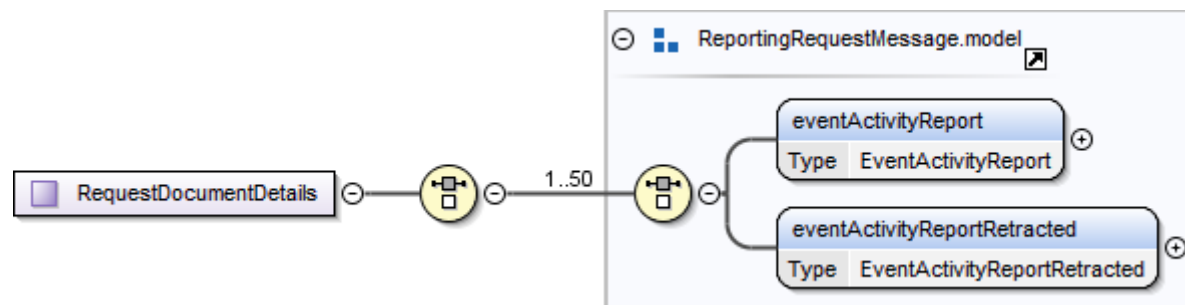 ReportingRequestMessage.model
eventActivityReport
Type EventActivityReport
RequestDocumentDetails
1..50
eventActivityReportRetracted
Type EventActivityReportRetracted